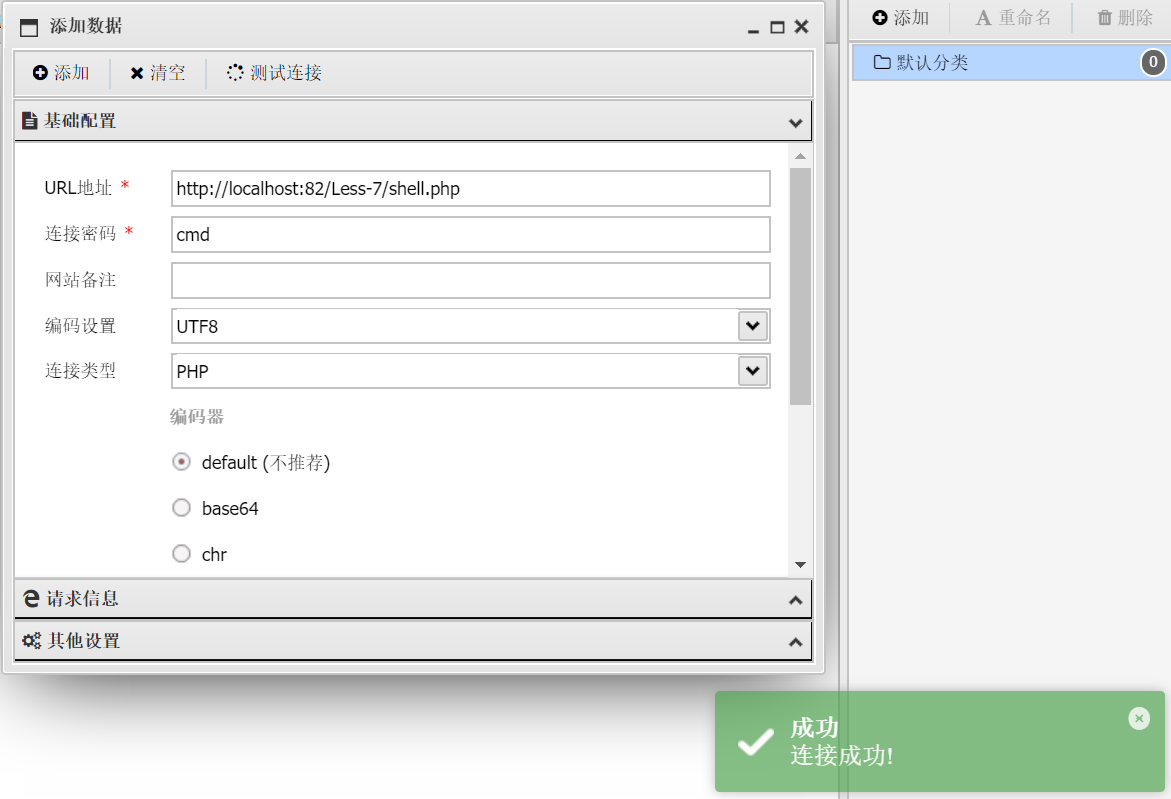 添加数据
添加 清空 测试连接
基础配置
URL地址 * http://localhost:82/Less-7/shell.php
连接密码 * cmd
网站备注
编码设置 UTF8
连接类型 PHP
编码器
default (不推荐)
base64
chr
请求信息
其他设置
添加 A 重命名 删除
默认分类 0
成功
连接成功!